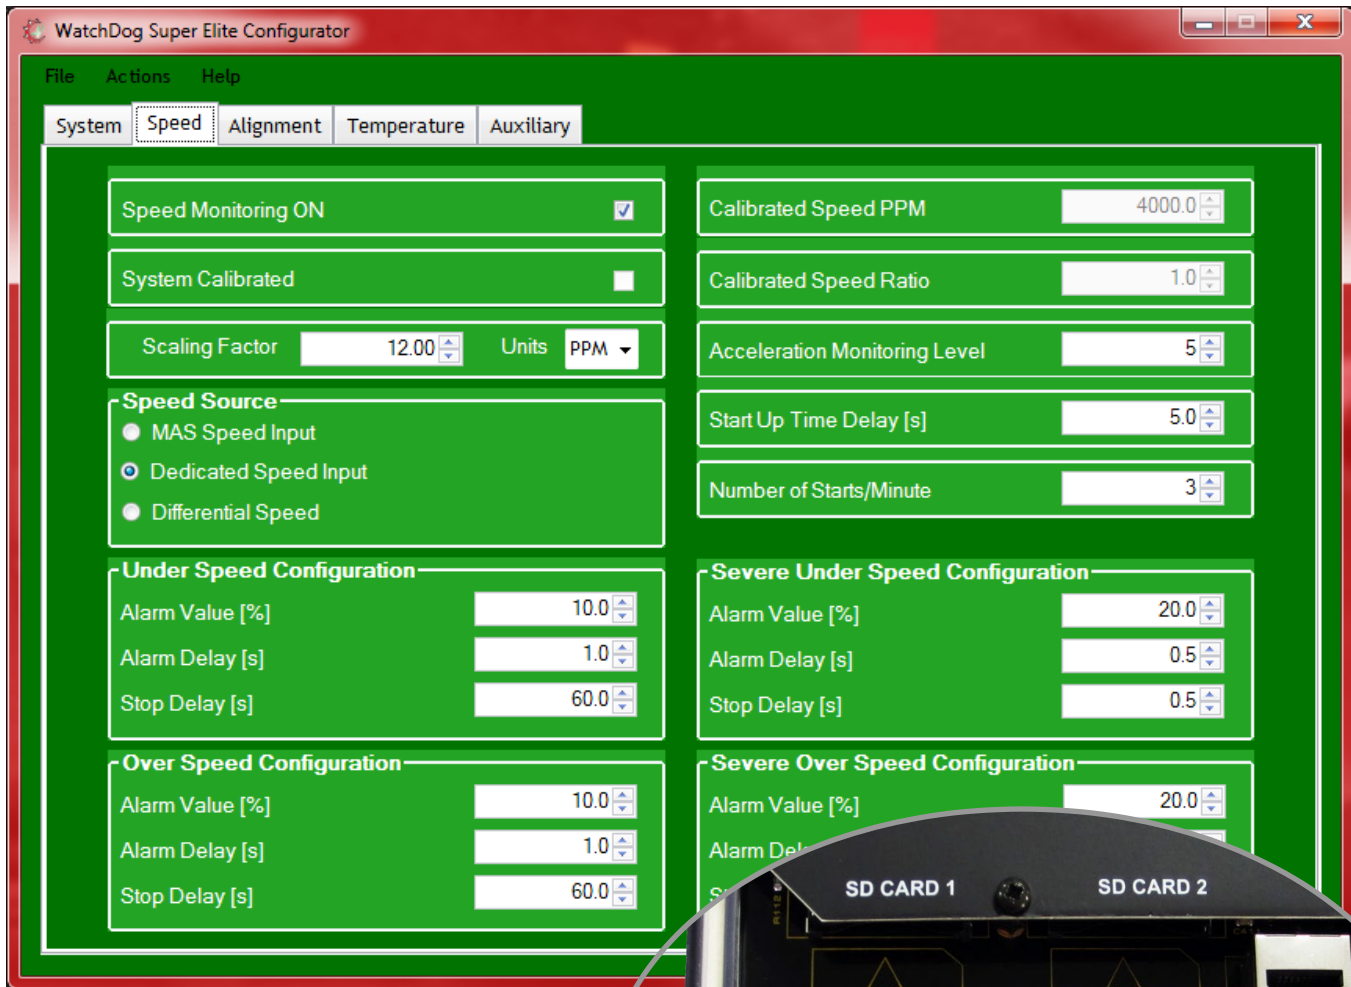 WatchDog Super Elite Configurator
File Actions Help
System Speed Alignment Temperature Auxiliary
Speed Monitoring ON
System Calibrated
Scaling Factor 12.00 Units PPM
Speed Source
MAS Speed Input
Dedicated Speed Input
Differential Speed
Under Speed Configuration
Alarm Value [%] 10.0
Alarm Delay [s] 1.0
Stop Delay [s] 60.0
Over Speed Configuration
Alarm Value [%] 10.0
Alarm Delay [s] 1.0
Stop Delay [s] 60.0
Calibrated Speed PPM 4000.0
Calibrated Speed Ratio 1.0
Acceleration Monitoring Level 5
Start Up Time Delay [s] 5.0
Number of Starts/Minute 3
Severe Under Speed Configuration
Alarm Value [%] 20.0
Alarm Delay [s] 0.5
Stop Delay [s] 0.5
Severe Over Speed Configuration
Alarm Value [%] 20.0
Alarm
SD CARD 1 SD CARD 2
R112